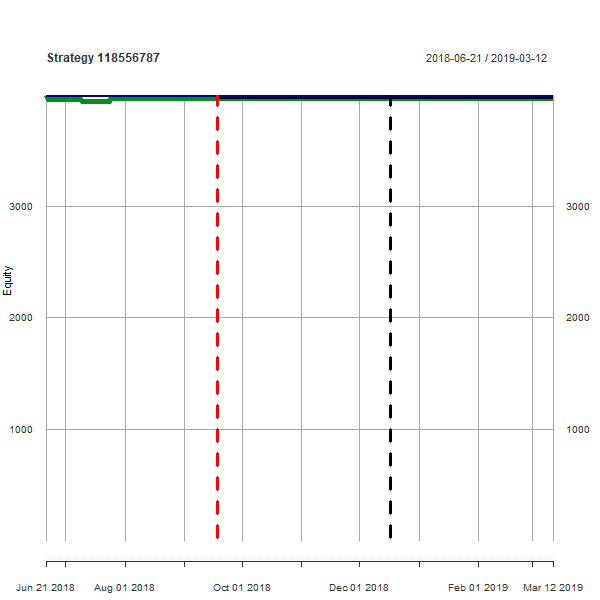 Strategy 118556787
2018-06-21 / 2019-03-12
3000
3000
Equity
2000
2000
1000
1000
Jun 21 2018
Aug 01 2018
Oct 01 2018
Dec 01 2018
Feb 01 2019
Mar 12 2019